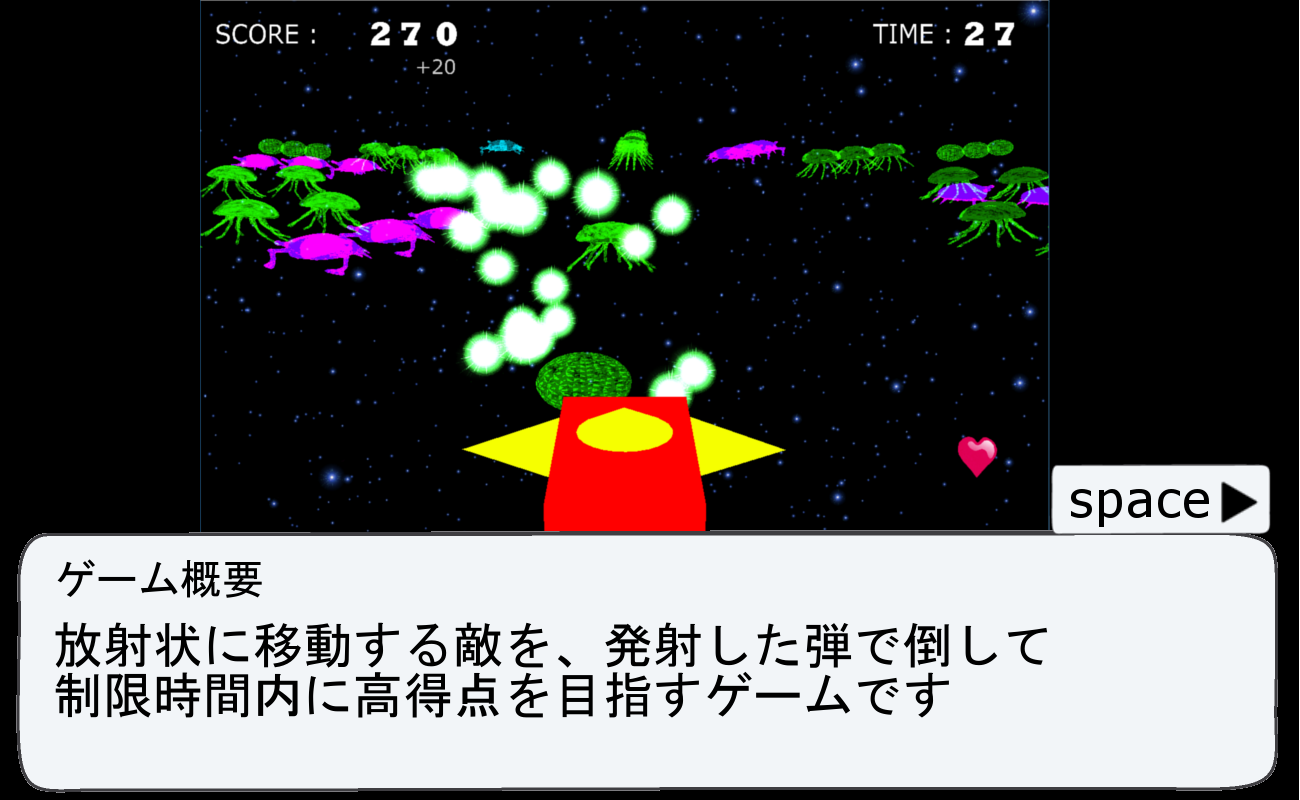 SCORE : 270
TIME : 27
+20
space
ゲーム概要
放射状に移動する敵を、発射した弾で倒して
制限時間内に高得点を目指すゲームです